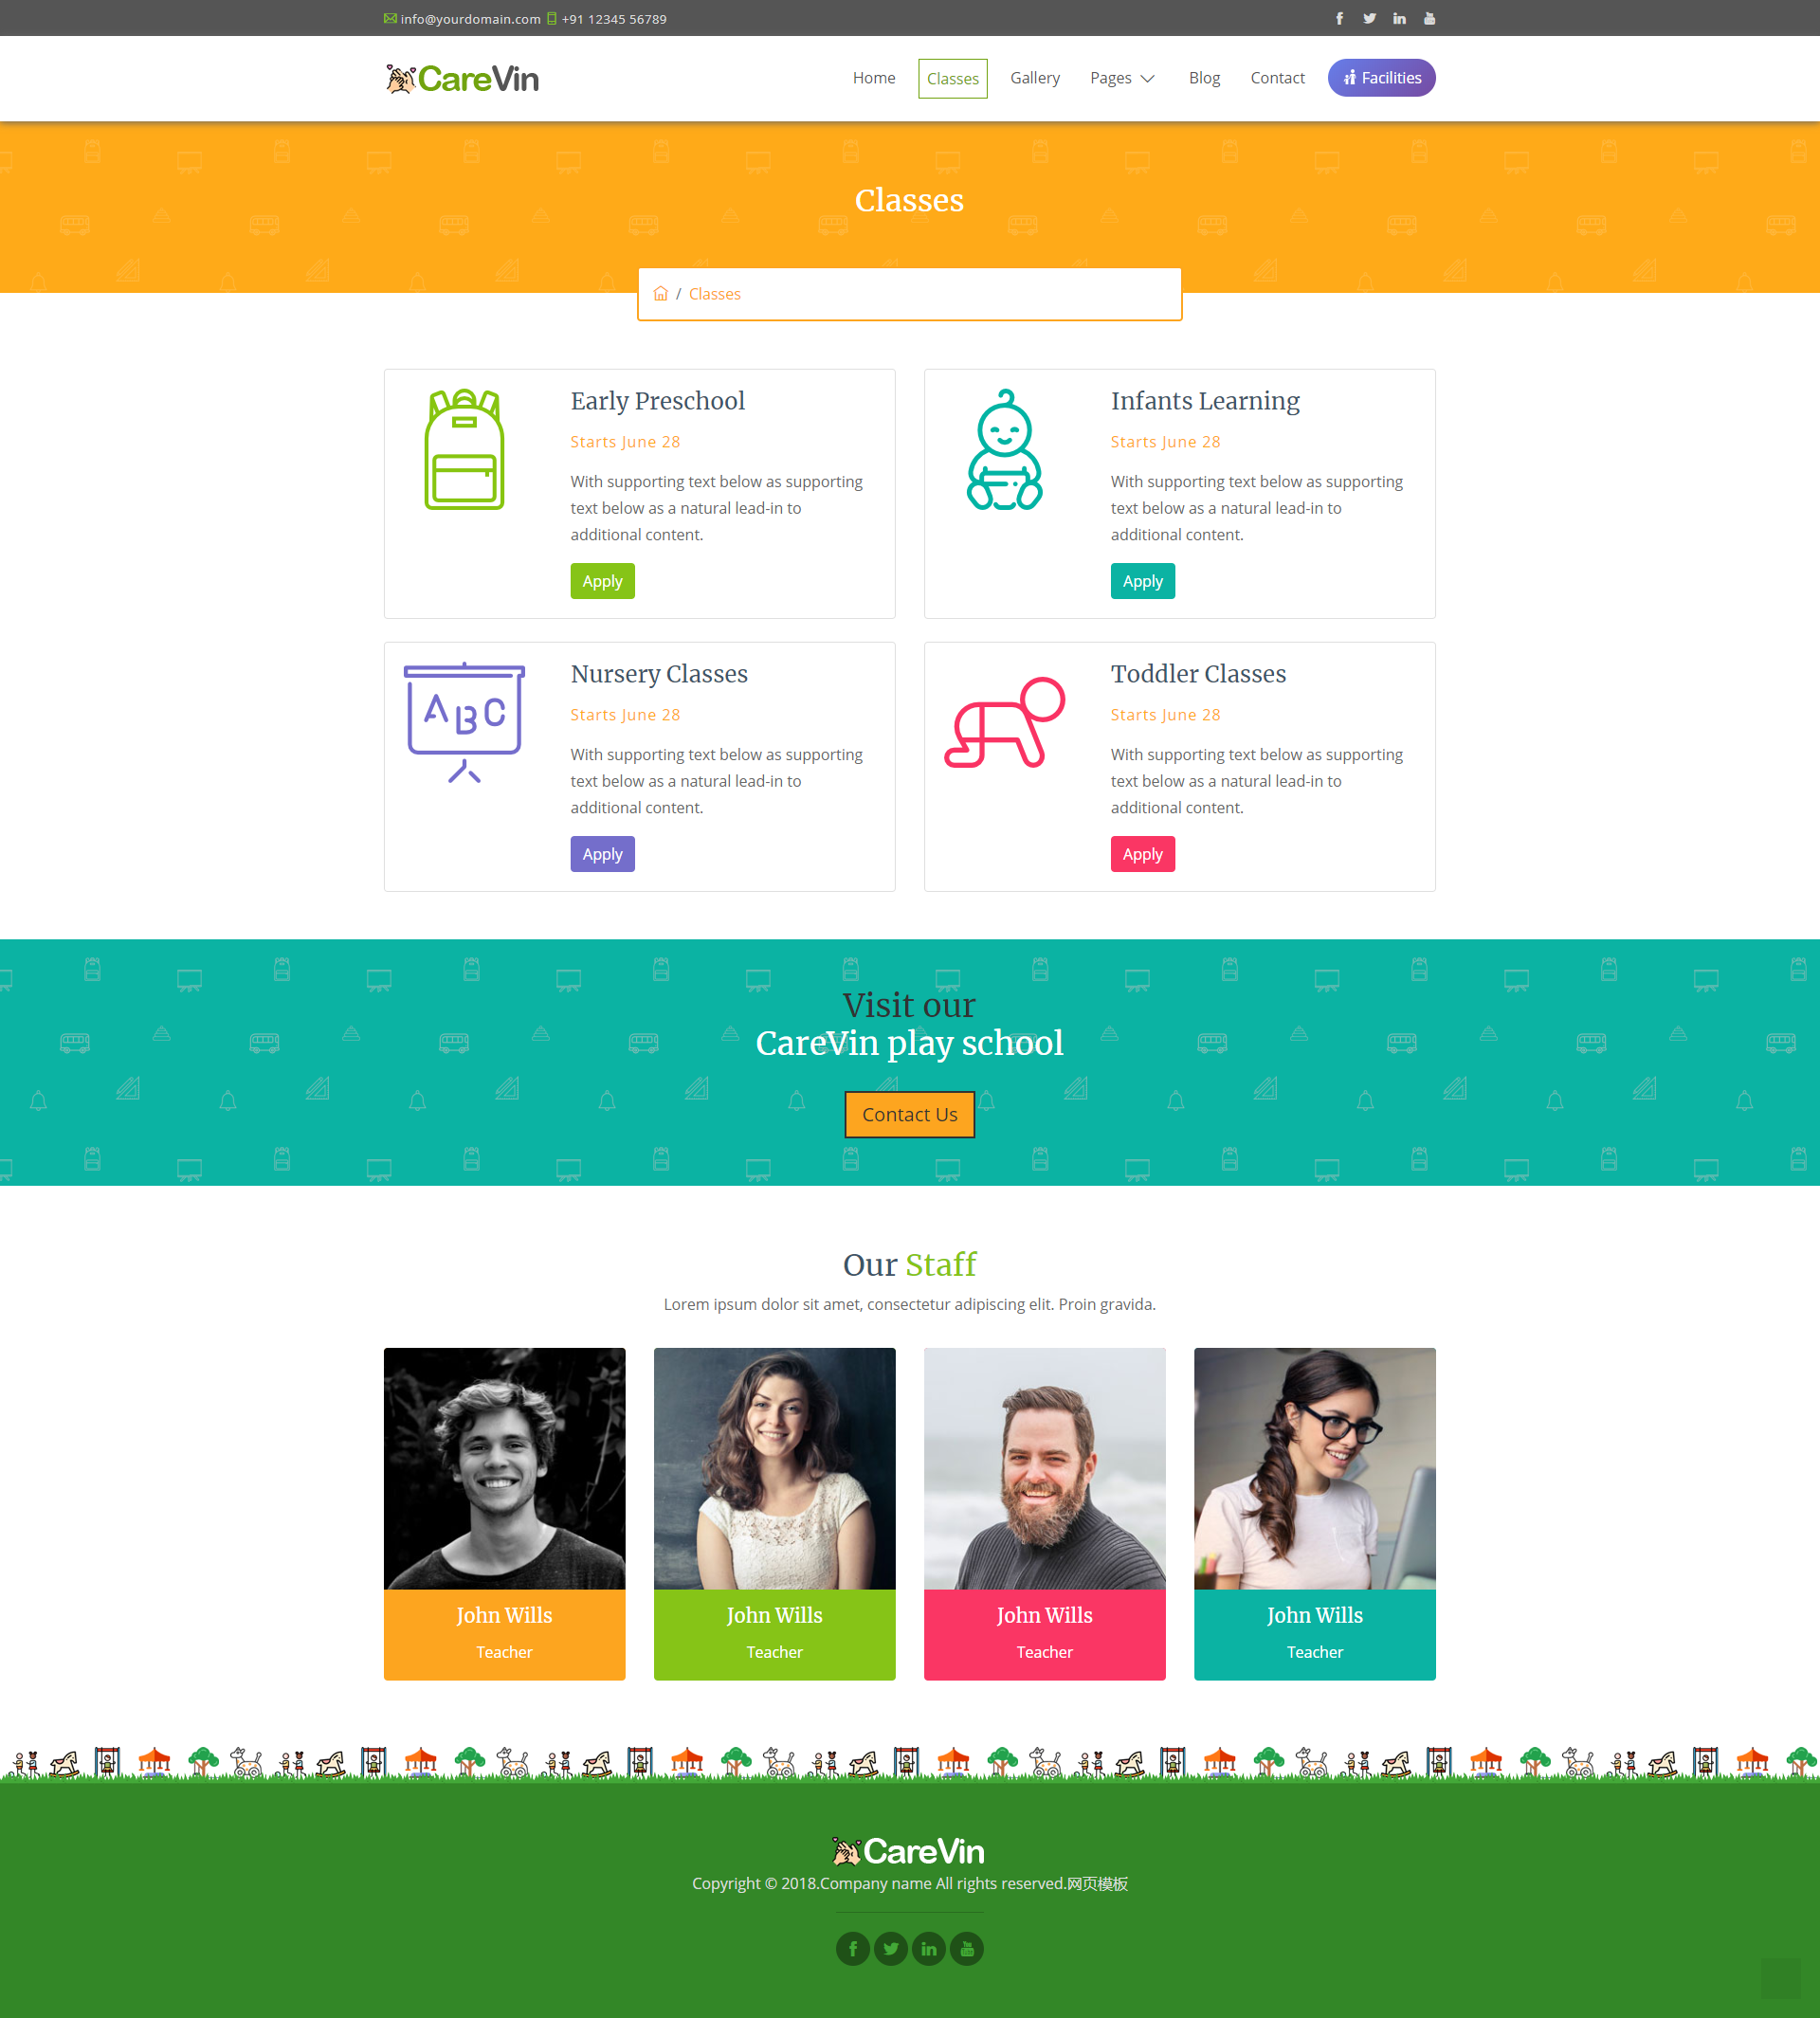 info@yourdomain.com +91 12345 56789
CareVin
Home Classes Gallery Pages Blog Contact Facilities
Classes
/ Classes
Early Preschool
Starts June 28
With supporting text below as supporting
text below as a natural lead-in to
additional content.
Apply
Infants Learning
Starts June 28
With supporting text below as supporting
text below as a natural lead-in to
additional content.
Apply
ABC
Nursery Classes
Starts June 28
With supporting text below as supporting
text below as a natural lead-in to
additional content.
Apply
Toddler Classes
Starts June 28
With supporting text below as supporting
text below as a natural lead-in to
additional content.
Apply
Visit our
CareVin play school
Contact Us
Our Staff
Lorem ipsum dolor sit amet, consectetur adipiscing elit. Proin gravida.
John Wills
Teacher
John Wills
Teacher
John Wills
Teacher
John Wills
Teacher
CareVin
Copyright © 2018.Company name All rights reserved.网页模板